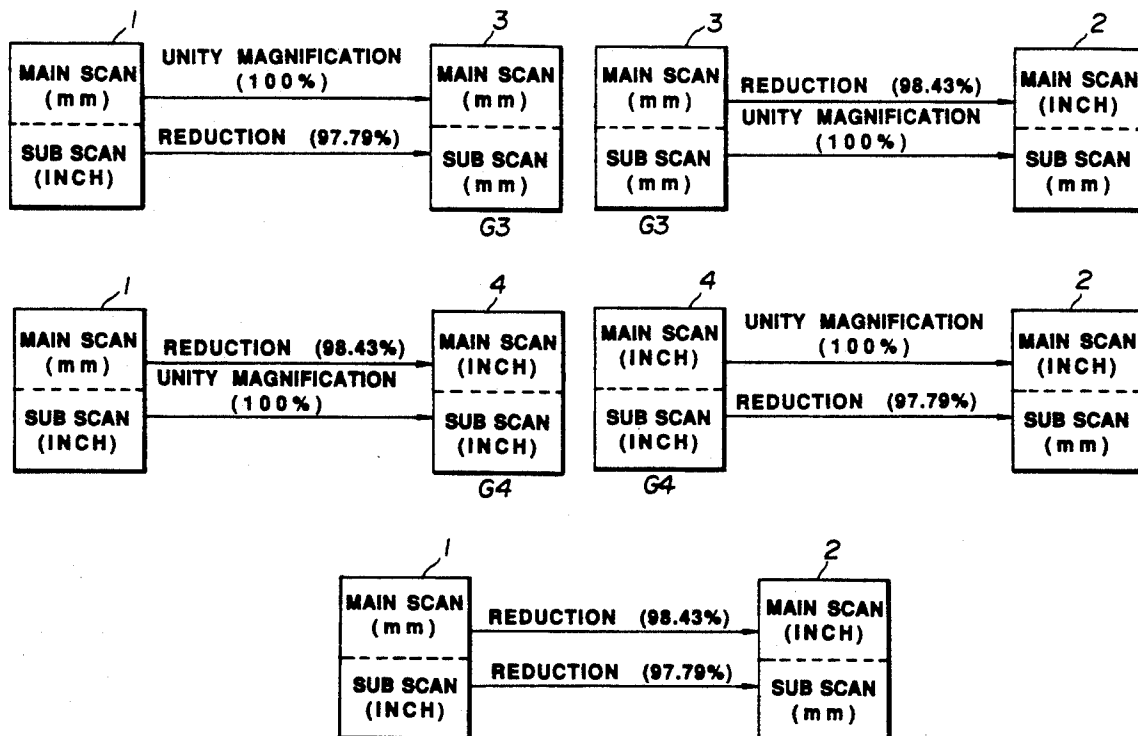 1
MAIN SCAN
(mm)
SUB SCAN
(INCH)
UNITY MAGNIFICATION
(100%)
REDUCTION (97.79%)
3
MAIN SCAN
(mm)
SUB SCAN
(mm)
G3
3
MAIN SCAN
(mm)
SUB SCAN
(mm)
G3
REDUCTION (98.43%)
UNITY MAGNIFICATION
(100%)
2
MAIN SCAN
(INCH)
SUB SCAN
(mm)
1
MAIN SCAN
(mm)
SUB SCAN
(INCH)
REDUCTION (98.43%)
UNITY MAGNIFICATION
(100%)
4
MAIN SCAN
(INCH)
SUB SCAN
(INCH)
G4
4
MAIN SCAN
(INCH)
SUB SCAN
(INCH)
G4
UNITY MAGNIFICATION
(100%)
REDUCTION (97.79%)
2
MAIN SCAN
(INCH)
SUB SCAN
(mm)
1
MAIN SCAN
(mm)
SUB SCAN
(INCH)
REDUCTION (98.43%)
REDUCTION (97.79%)
2
MAIN SCAN
(INCH)
SUB SCAN
(mm)